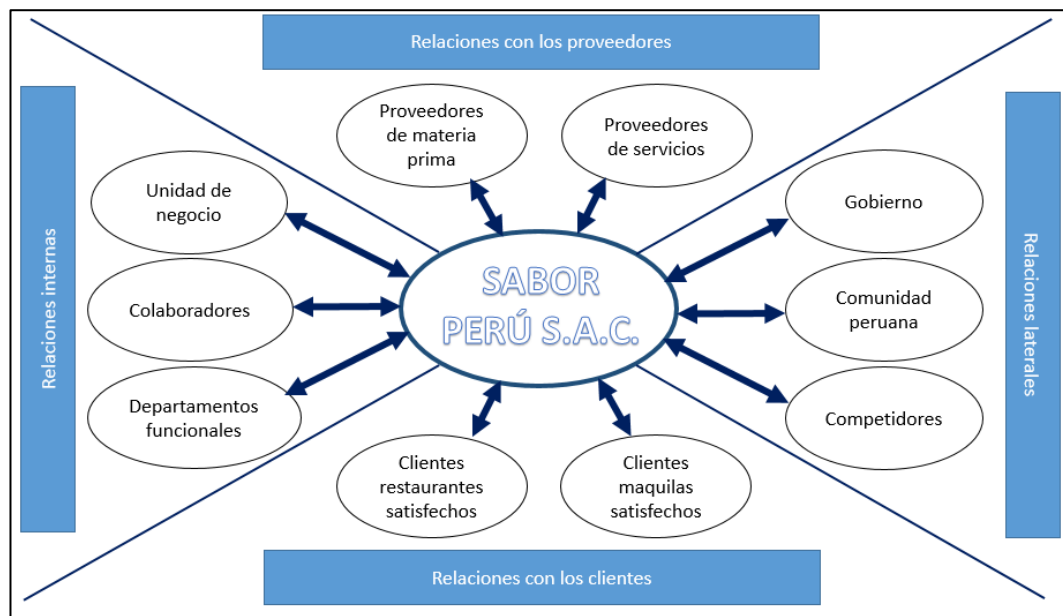 Relaciones con los proveedores
Proveedores
de materia
prima
Proveedores
de servicios
Unidad de
negocio
Gobierno
Relaciones internas
Colaboradores
SABOR
PERÚ S.A.C.
Comunidad
peruana
Relaciones laterales
Departamentos
funcionales
Competidores
Clientes
restaurantes
satisfechos
Clientes
maquilas
satisfechos
Relaciones con los clientes